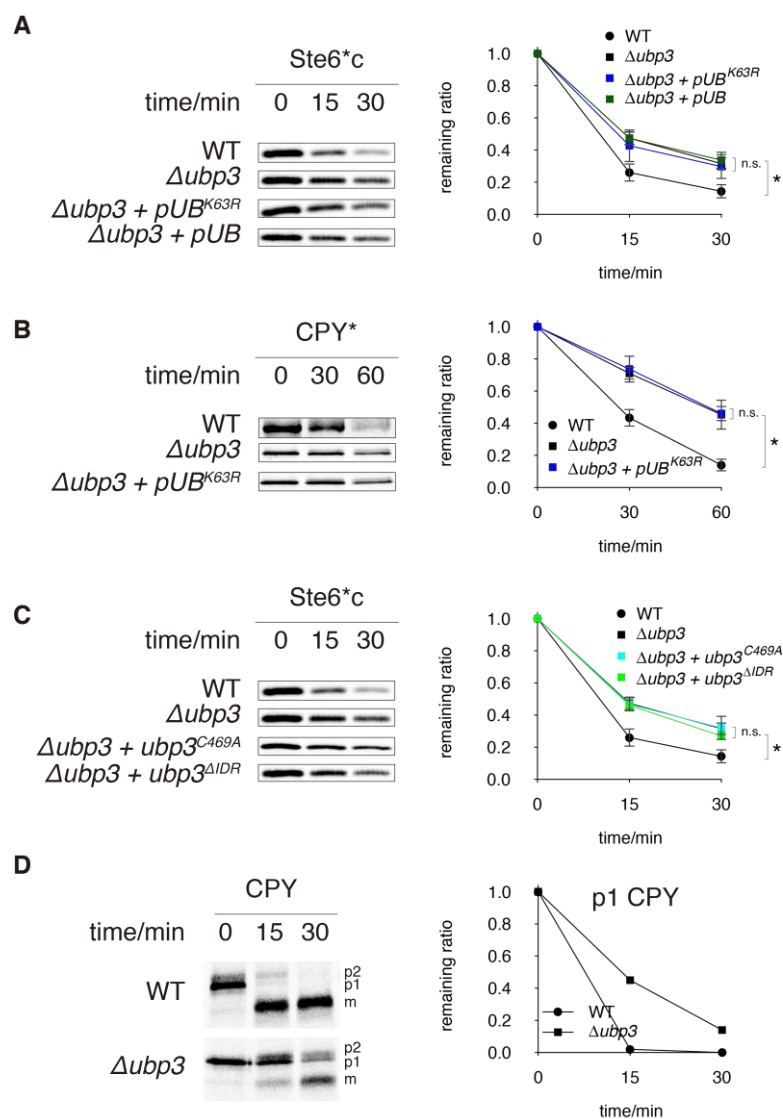 A
Ste6*c
time/min 0 15 30
WT
Δubp3
Δubp3 + pUB^K63R
Δubp3 + pUB
remaining ratio
1.0
0.8
0.6
0.4
0.2
0.0
0 15 30
time/min
WT
Δubp3
Δubp3 + pUB^K63R
Δubp3 + pUB
n.s.
*
B
CPY*
time/min 0 30 60
WT
Δubp3
Δubp3 + pUB^K63R
remaining ratio
1.0
0.8
0.6
0.4
0.2
0.0
0 30 60
time/min
WT
Δubp3
Δubp3 + pUB^K63R
n.s.
*
C
Ste6*c
time/min 0 15 30
WT
Δubp3
Δubp3 + ubp3^C469A
Δubp3 + ubp3^ΔIDR
remaining ratio
1.0
0.8
0.6
0.4
0.2
0.0
0 15 30
time/min
WT
Δubp3
Δubp3 + ubp3^C469A
Δubp3 + ubp3^ΔIDR
n.s.
*
D
CPY
time/min 0 15 30
WT
p2
p1
m
Δubp3
p2
p1
m
p1 CPY
remaining ratio
1.0
0.8
0.6
0.4
0.2
0.0
0 15 30
time/min
WT
Δubp3